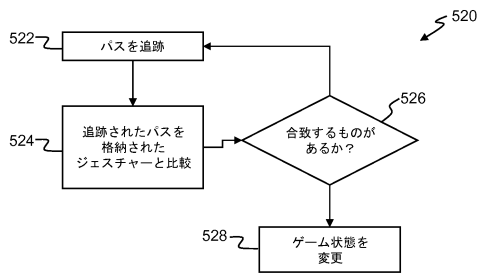 520
522
パスを追跡
524
追跡されたパスを
格納された
ジェスチャーと比較
526
合致するものが
あるか？
528
ゲーム状態を
変更